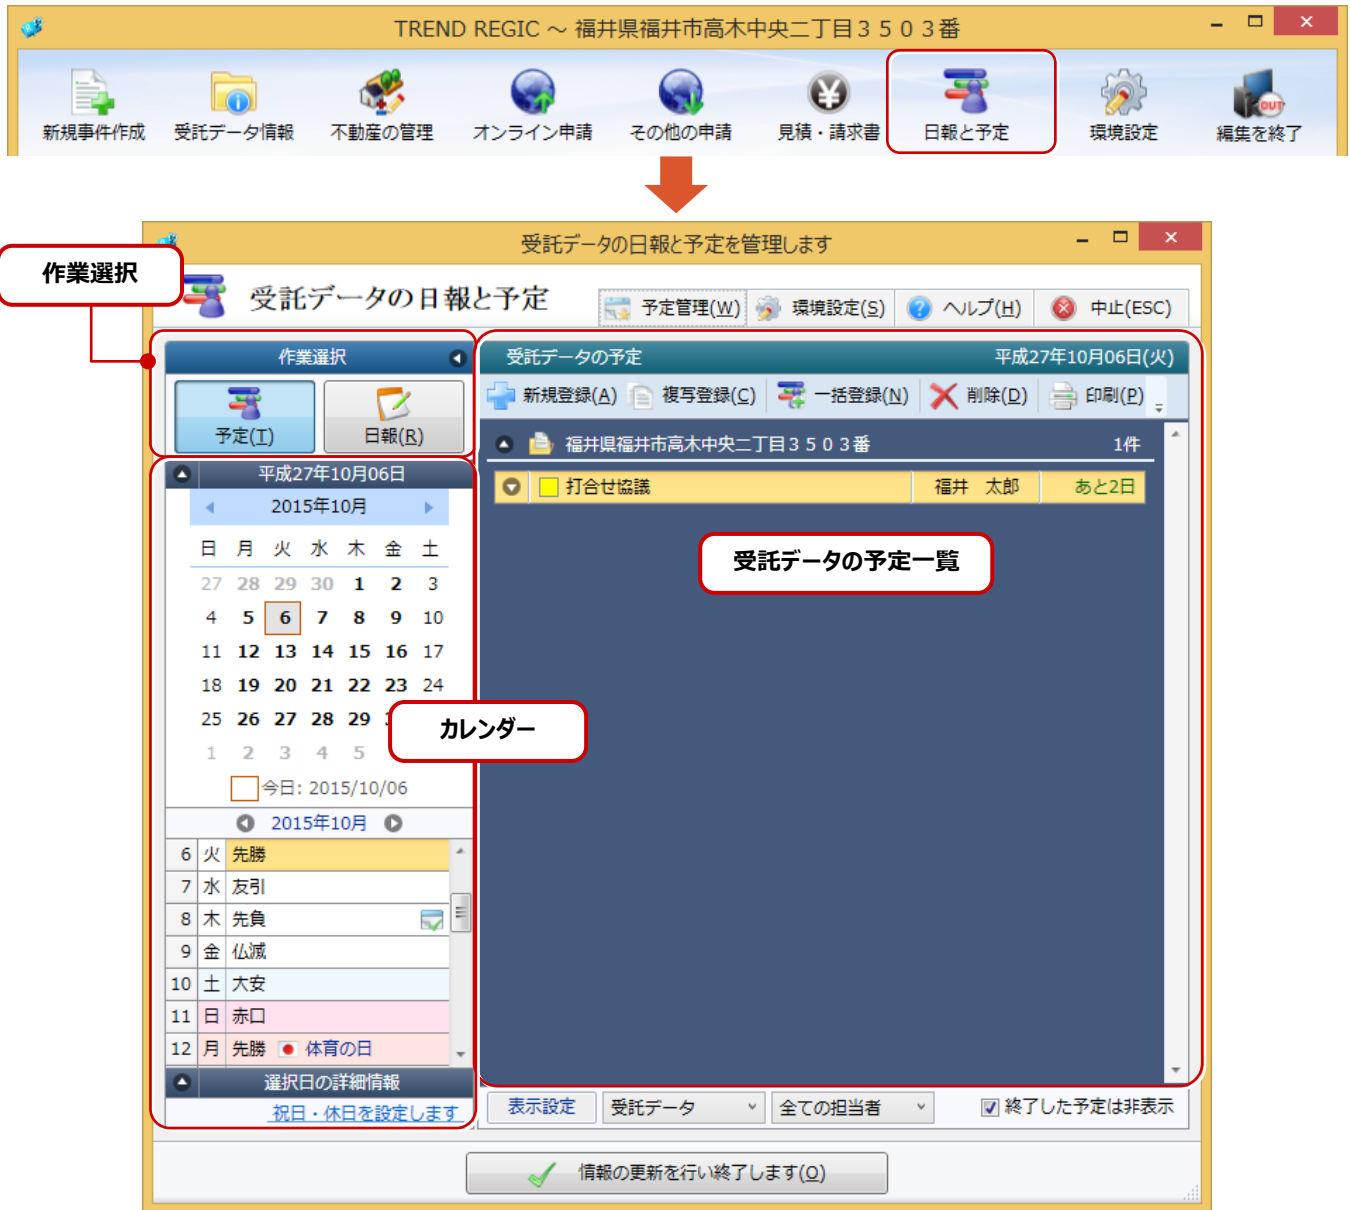 TREND REGIC ～ 福井県福井市高木中央二丁目３５０３番
新規事件作成 受託データ情報 不動産の管理 オンライン申請 その他の申請 見積・請求書 日報と予定 環境設定 編集を終了
OUT
受託データの日報と予定を管理します
作業選択
受託データの日報と予定
予定管理(W) 環境設定(S) ヘルプ(H) 中止(ESC)
作業選択
予定(T) 日報(R)
平成27年10月06日
2015年10月
日 月 火 水 木 金 土
27 28 29 30 1 2 3
4 5 6 7 8 9 10
11 12 13 14 15 16 17
18 19 20 21 22 23 24
25 26 27 28 29
1 2 3 4 5
今日: 2015/10/06
2015年10月
6 火 先勝
7 水 友引
8 木 先負
9 金 仏滅
10 土 大安
11 日 赤口
12 月 先勝 体育の日
選択日の詳細情報
祝日・休日を設定します
カレンダー
受託データの予定 平成27年10月06日(火)
新規登録(A) 複写登録(C) 一括登録(N) 削除(D) 印刷(P)
福井県福井市高木中央二丁目３５０３番 1件
打合せ協議 福井　太郎 あと2日
受託データの予定一覧
表示設定 受託データ 全ての担当者 終了した予定は非表示
情報の更新を行い終了します(O)